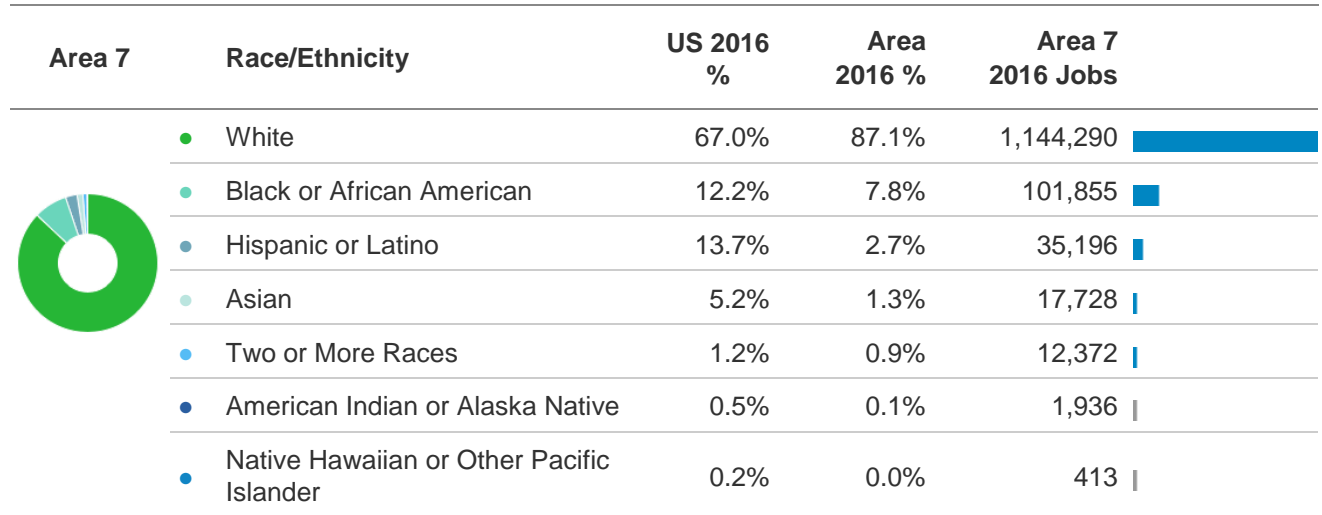 Area 7 Race/Ethnicity US 2016 % Area 2016 % Area 7 2016 Jobs
White 67.0% 87.1% 1,144,290
Black or African American 12.2% 7.8% 101,855
Hispanic or Latino 13.7% 2.7% 35,196
Asian 5.2% 1.3% 17,728
Two or More Races 1.2% 0.9% 12,372
American Indian or Alaska Native 0.5% 0.1% 1,936
Native Hawaiian or Other Pacific
Islander 0.2% 0.0% 413